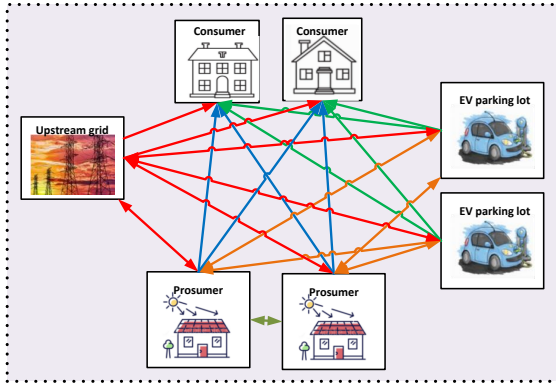 Consumer
Consumer
EV parking lot
Upstream grid
EV parking lot
Prosumer
Prosumer